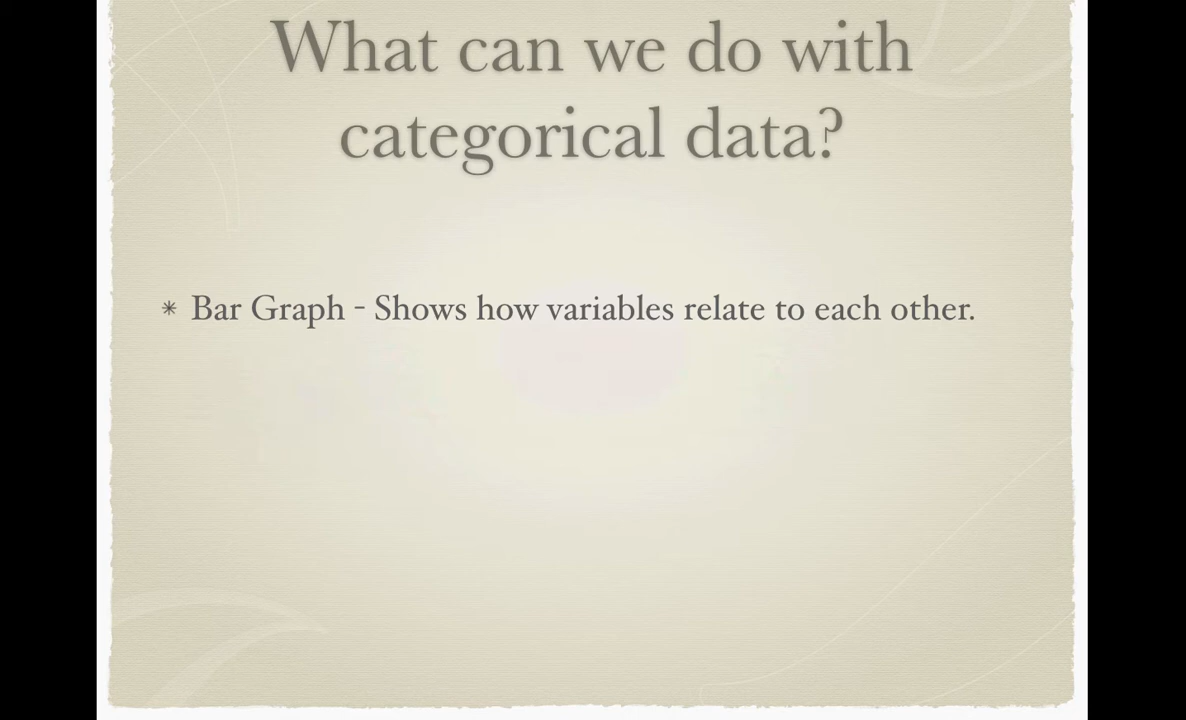 What can we do with
categorical data?
* Bar Graph - Shows how variables relate to each other.